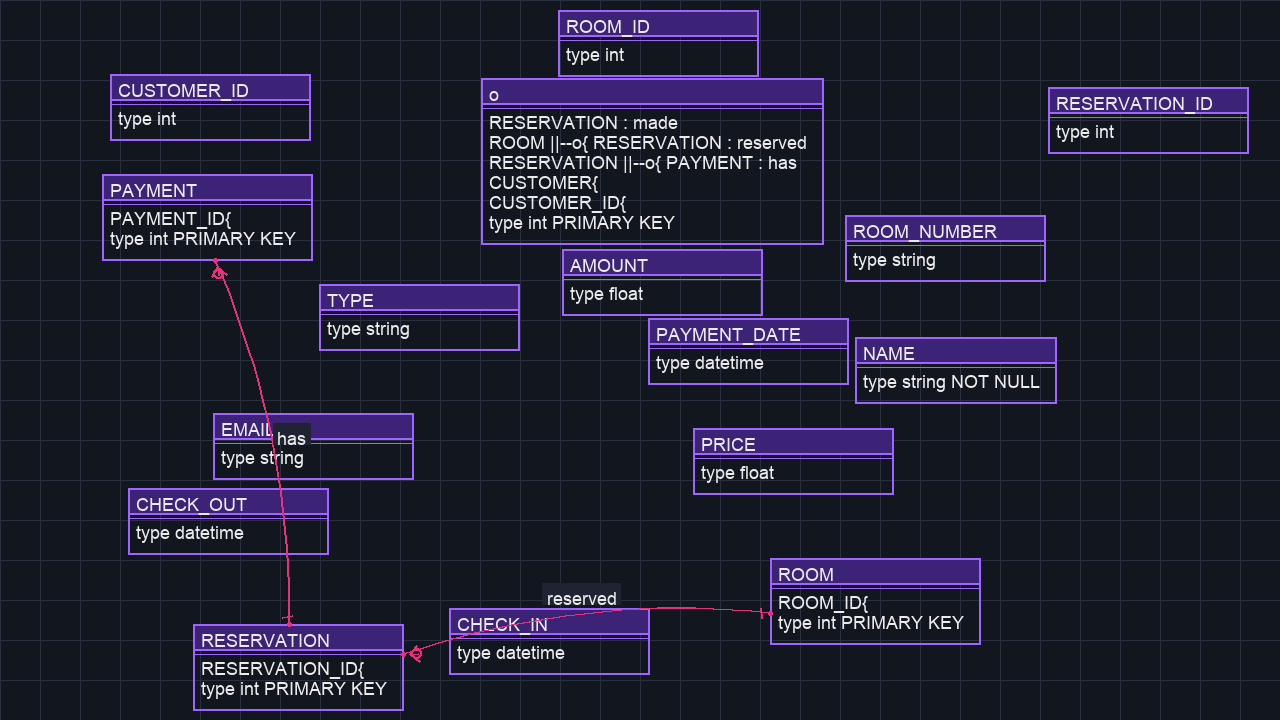 ROOM_ID
type int
CUSTOMER_ID
type int
o
RESERVATION : made
ROOM ||--o{ RESERVATION : reserved
RESERVATION ||--o{ PAYMENT : has
CUSTOMER{
CUSTOMER_ID{
type int PRIMARY KEY
RESERVATION_ID
type int
PAYMENT
PAYMENT_ID{
type int PRIMARY KEY
ROOM_NUMBER
type string
AMOUNT
type float
TYPE
type string
PAYMENT_DATE
type datetime
NAME
type string NOT NULL
EMAIL
has
type string
PRICE
type float
CHECK_OUT
type datetime
ROOM
ROOM_ID{
type int PRIMARY KEY
reserved
CHECK_IN
type datetime
RESERVATION
RESERVATION_ID{
type int PRIMARY KEY